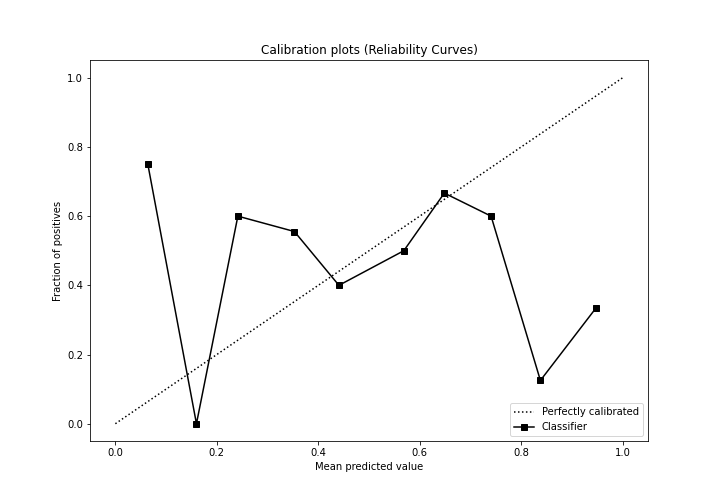 Calibration plots (Reliability Curves)
1.0
0.8
0.6
0.4
0.2
0.0
Fraction of positives
0.0 0.2 0.4 0.6 0.8 1.0
Mean predicted value
Perfectly calibrated
Classifier